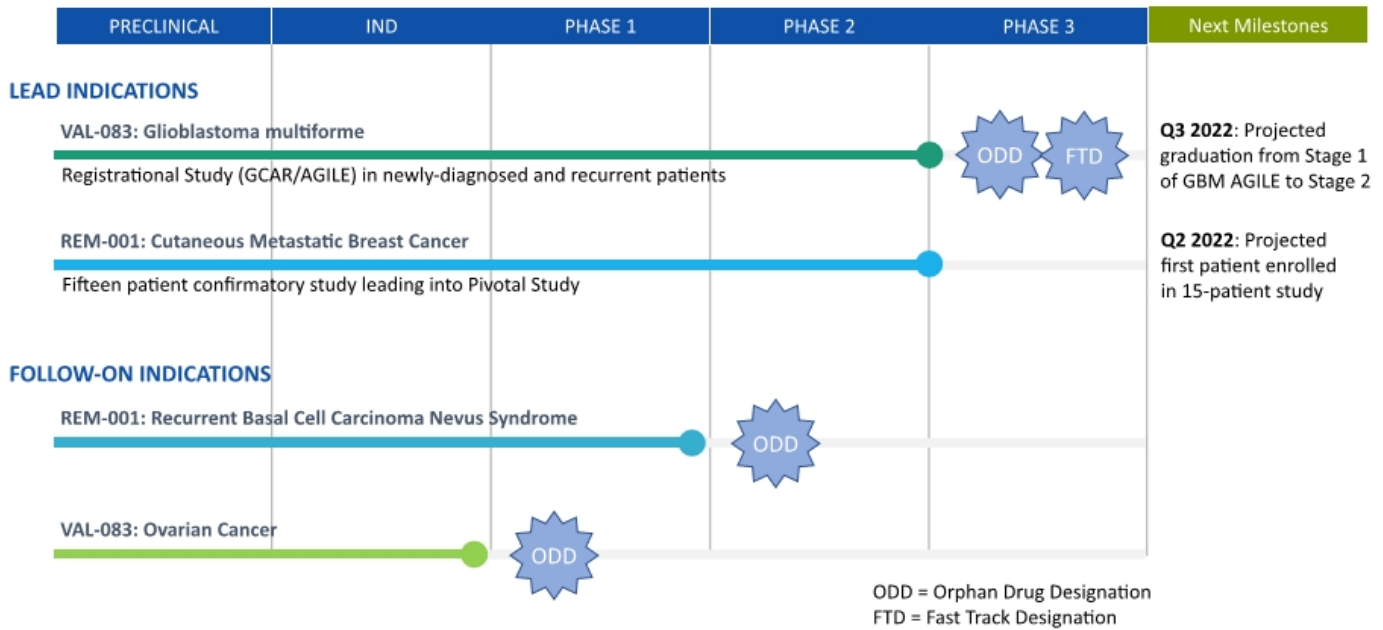 PRECLINICAL IND PHASE 1 PHASE 2 PHASE 3 Next Milestones
LEAD INDICATIONS
VAL-083: Glioblastoma multiforme
Registrational Study (GCAR/AGILE) in newly-diagnosed and recurrent patients
ODD FTD
Q3 2022: Projected
graduation from Stage 1
of GBM AGILE to Stage 2
REM-001: Cutaneous Metastatic Breast Cancer
Fifteen patient confirmatory study leading into Pivotal Study
Q2 2022: Projected
first patient enrolled
in 15-patient study
FOLLOW-ON INDICATIONS
REM-001: Recurrent Basal Cell Carcinoma Nevus Syndrome
ODD
VAL-083: Ovarian Cancer
ODD
ODD = Orphan Drug Designation
FTD = Fast Track Designation